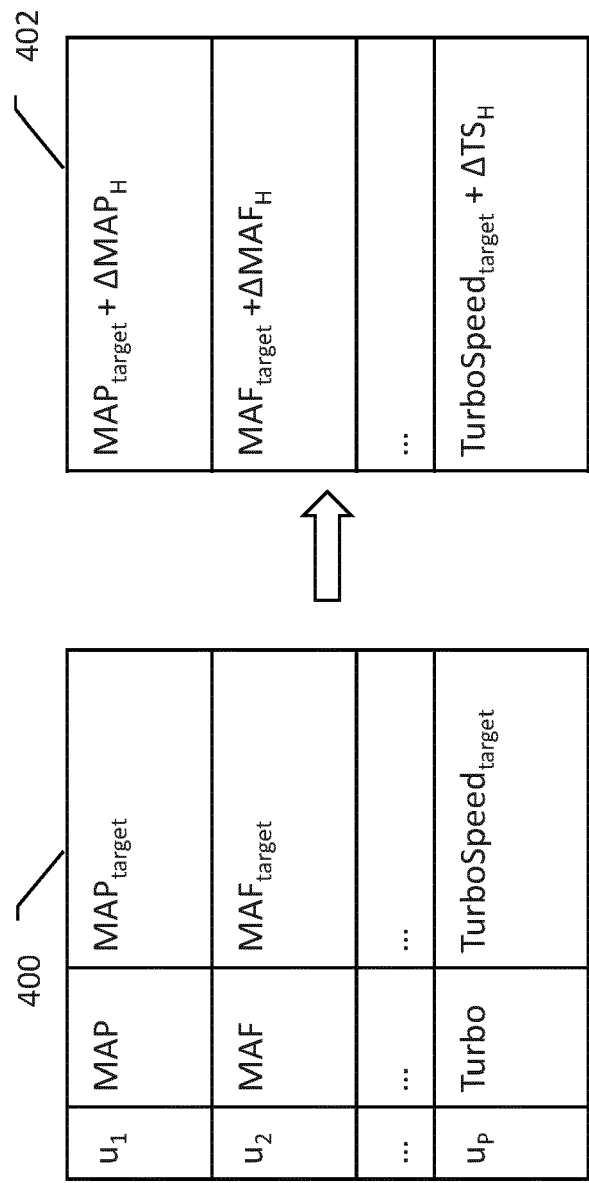 400
u1 MAP MAPtarget
u2 MAF MAFtarget
... ... ...
uP Turbo TurboSpeedtarget
402
MAPtarget + ΔMAPH
MAFtarget +ΔMAFH
...
TurboSpeedtarget + ΔTSH